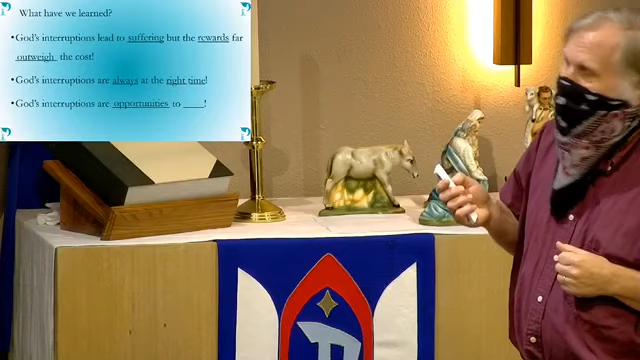 What have we learned?
•God's interruptions lead to suffering but the rewards far
outweigh the cost!
•God's interruptions are always at the right time!
•God's interruptions are opportunities to ____!